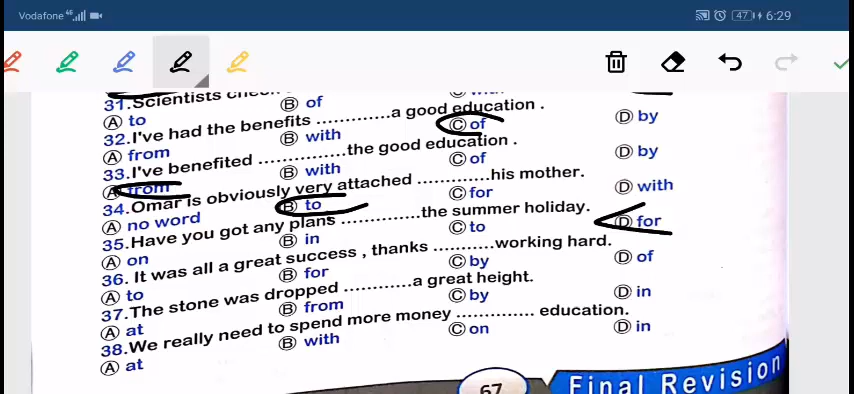 Vodafone 47 6:29
31.Scientists
A to B of
32.I've had the benefits .............a good education .
A from B with C of D by
33.I've benefited ...............the good education .
A from B with C of D by
34.Omar is obviously very attached ............his mother.
A no word B to C for D with
35.Have you got any plans .............the summer holiday.
A on B in C to D for
36. It was all a great success , thanks ..........working hard.
A to B for C by D of
37.The stone was dropped ............a great height.
A at B from C by D in
38.We really need to spend more money .............. education.
A at B with C on D in
67 Final Revision